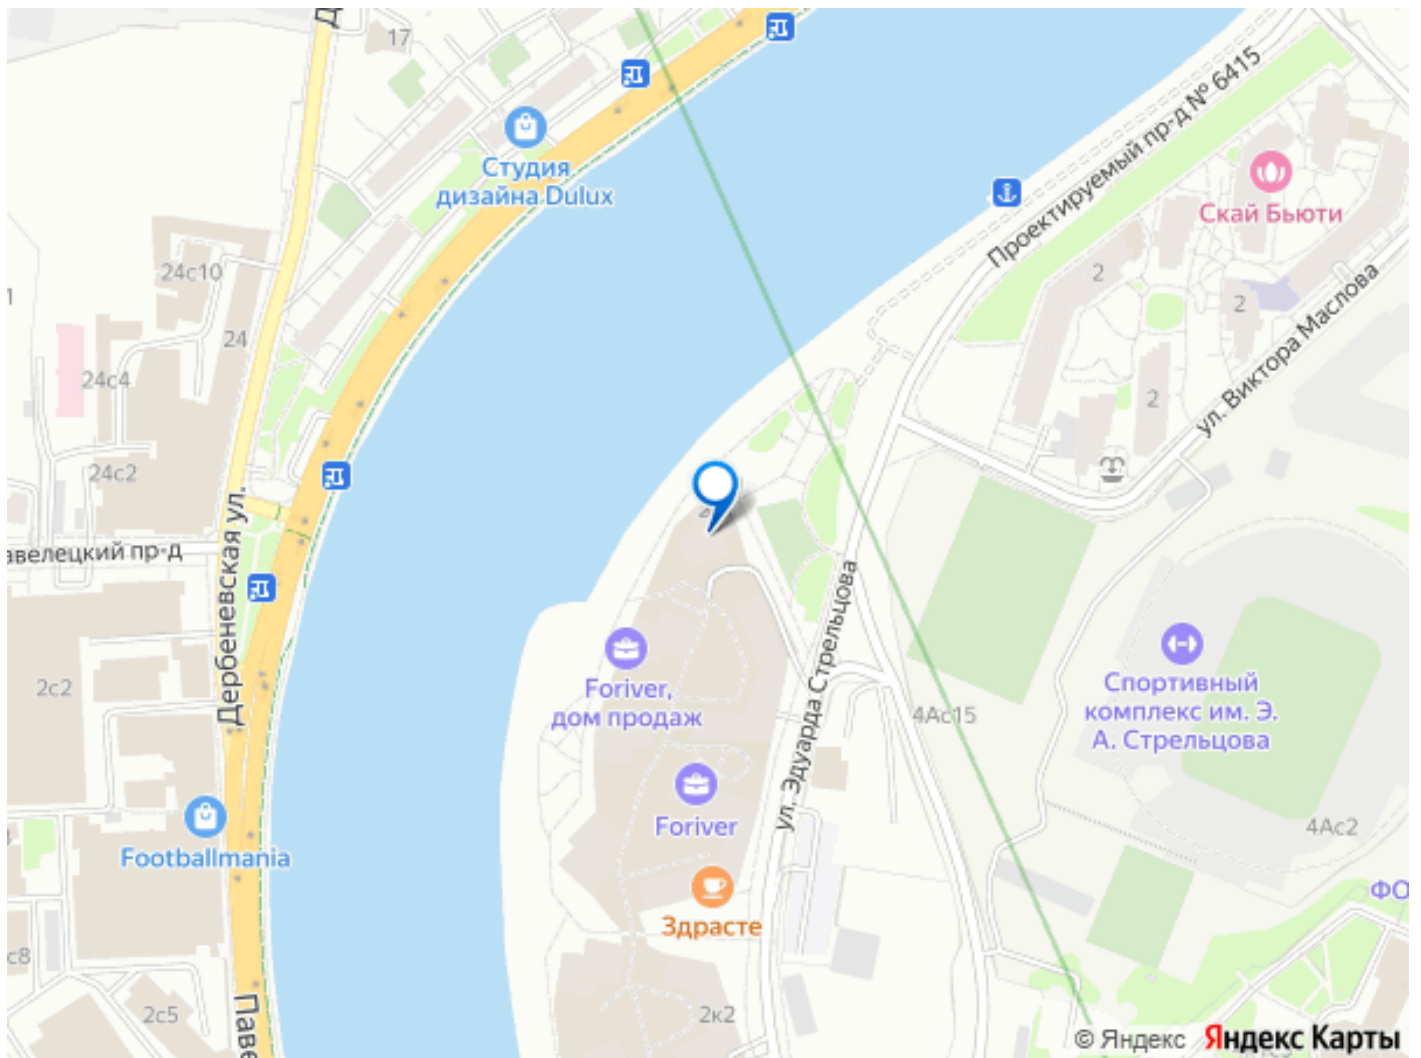 17
Проектируемый пр-д № 6415
Студия
дизайна Dulux
Скай Бьюти
24с10
2
2
24
ул. Виктора Маслова
24с4
2
24с2
Дербеневская ул.
авелецкий пр-д
ул. Эдуарда Стрельцова
Foriver,
дом продаж
2с2
4Ас15
Спортивный
комплекс им. Э.
А. Стрельцова
Foriver
4Ас2
Footballmania
ФО
Здрасте
с8
2с5
Паве
2к2
© Яндекс Яндекс Карты